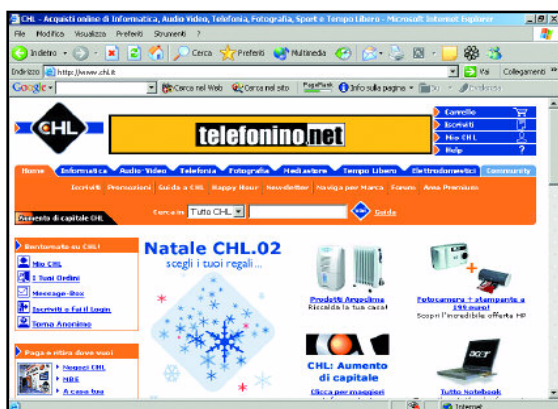 CHL - Acquisti online di Informatica, Audio Video, Telefonia, Fotografia, Sport e Tempo Libero - Microsoft Internet Explorer
File Modifica Visualizza Preferiti Strumenti ?
Indietro Cerca Preferiti Multimedia
Indirizzo http://www.chl.it Vai Collegamenti »
Google Cerca nel Web Cerca nel sito PageRank Info sulla pagina
CHL
telefonino.net
Carrello
Iscriviti
Mio CHL
Help ?
Home Informatica Audio-Video Telefonia Fotografia Mediastore Tempo Libero Elettrodomestici Community
Iscriviti Promozioni Guida a CHL Happy Hour Newsletter Naviga per Marca Forum Area Premium
Cerca in Tutto CHL Guida
Aumento di capitale CHL
Bentornato su CHL!
Mio CHL
I Tuoi Ordini
Message-Box
Iscriviti o fai il Login
Torna Anonimo
Paga e ritira dove vuoi
Negozi CHL
MBE
A casa tua
Natale CHL.02
scegli i tuoi regali...
Prodotti Argoclima
Riscalda la tua casa!
CHL: Aumento
di capitale
Clicca per maggiori
Fotocamera + stampante a
199 euro!
Scopri l'incredibile offerta HP
acer
Tutto Notebook
Internet